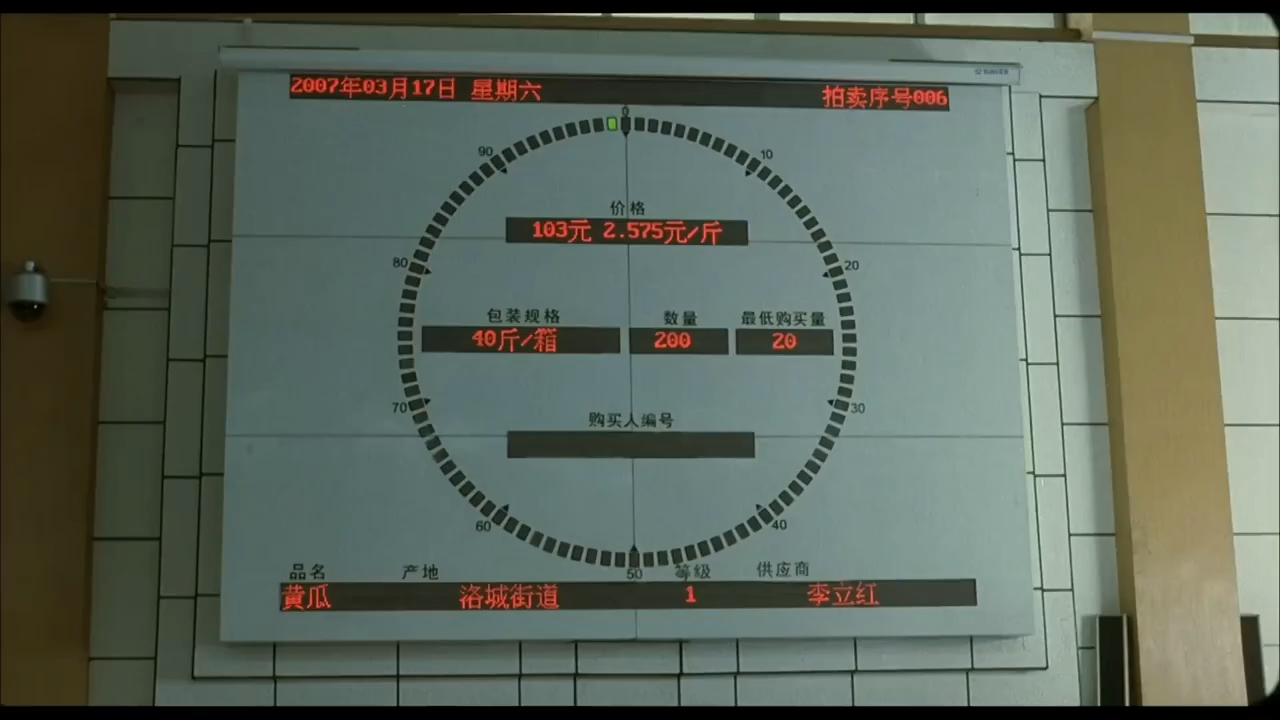 2007年03月17日 星期六 拍卖序号006
0
90 10
价格
103元 2.575元/斤
80 20
包装规格 数量 最低购买量
40斤/箱 200 20
70 30
购买人编号
60 40
50
品名 产地 等级 供应商
黄瓜 洛城街道 1 李立红